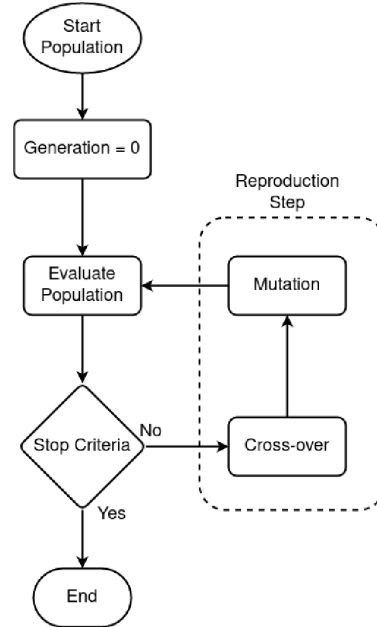 Start
Population
Generation = 0
Reproduction
Step
Evaluate
Population
Mutation
Stop Criteria
No
Cross-over
Yes
End